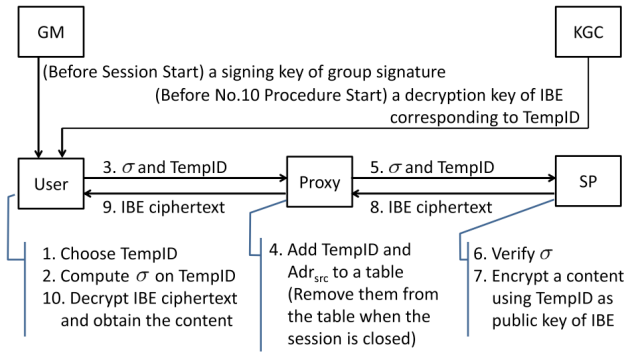 GM
KGC
(Before Session Start) a signing key of group signature
(Before No.10 Procedure Start) a decryption key of IBE
corresponding to TempID
User
3. σ and TempID
Proxy
5. σ and TempID
SP
9. IBE ciphertext
8. IBE ciphertext
1. Choose TempID
2. Compute σ on TempID
10. Decrypt IBE ciphertext
and obtain the content
4. Add TempID and
Adr_src to a table
(Remove them from
the table when the
session is closed)
6. Verify σ
7. Encrypt a content
using TempID as
public key of IBE